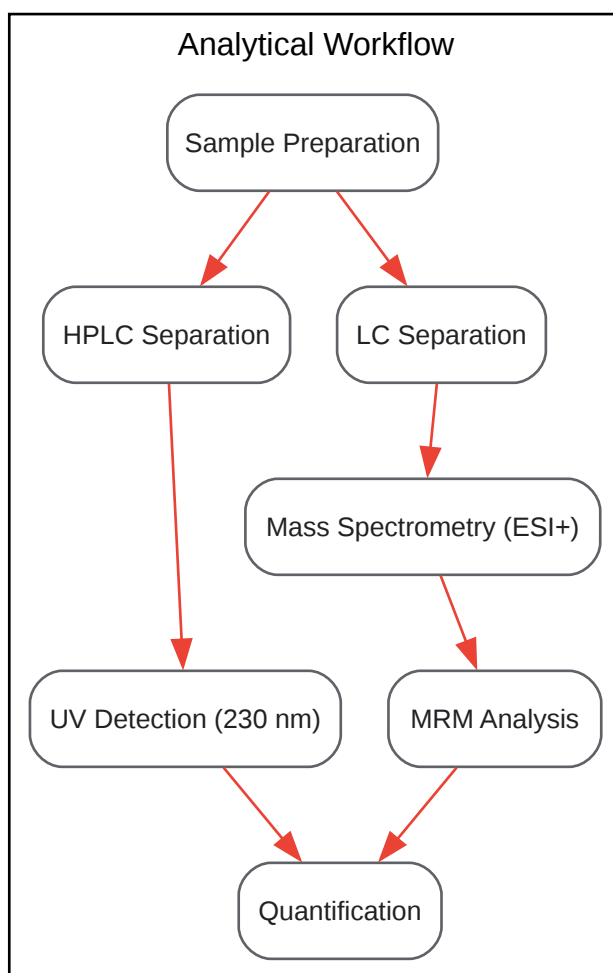 Analytical Workflow
Sample Preparation
HPLC Separation
LC Separation
Mass Spectrometry (ESI+)
UV Detection (230 nm)
MRM Analysis
Quantification